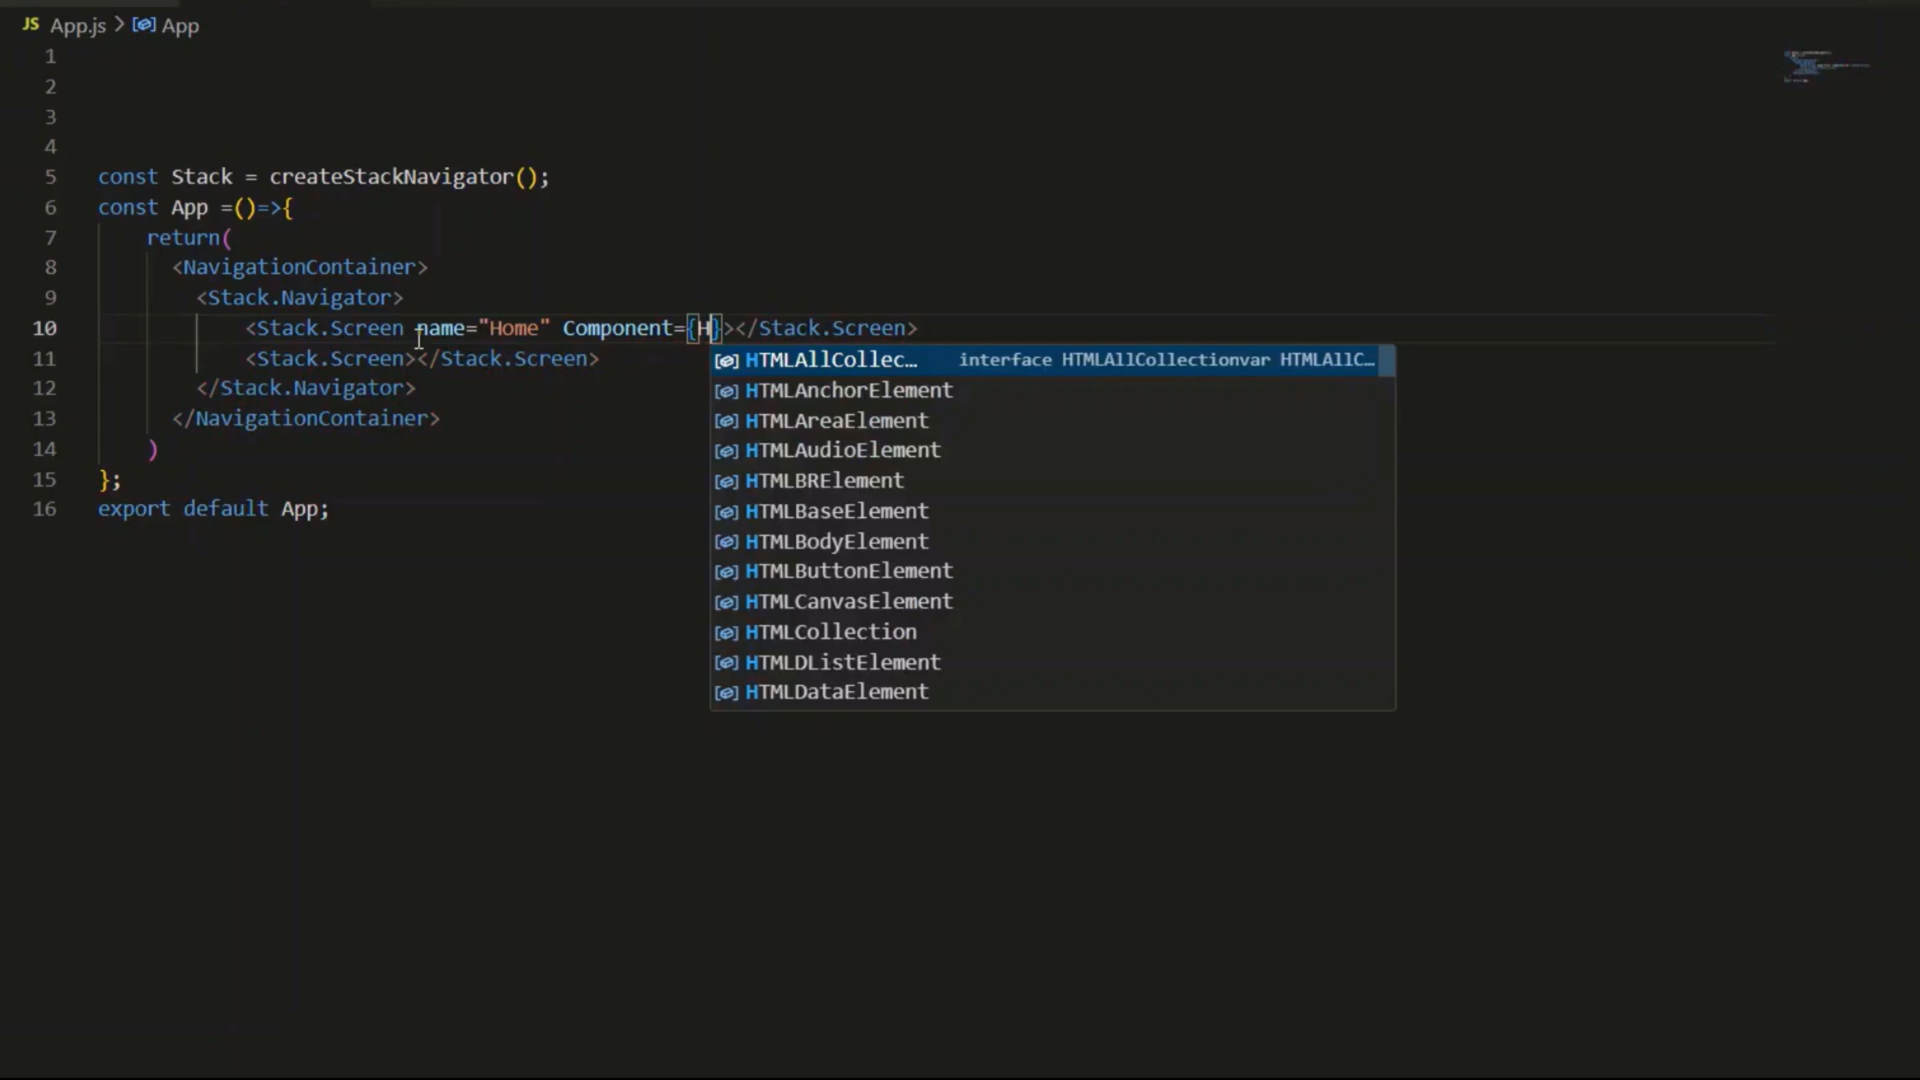 JS App.js > App
1
2
3
4
5 const Stack = createStackNavigator();
6 const App =()=>{
7 return(
8 <NavigationContainer>
9 <Stack.Navigator>
10 <Stack.Screen name="Home" Component={H}></Stack.Screen>
11 <Stack.Screen></Stack.Screen>
12 </Stack.Navigator>
13 </NavigationContainer>
14 )
15 };
16 export default App;
HTMLAllCollec… interface HTMLAllCollectionvar HTMLAllC…
HTMLAnchorElement
HTMLAreaElement
HTMLAudioElement
HTMLBRElement
HTMLBaseElement
HTMLBodyElement
HTMLButtonElement
HTMLCanvasElement
HTMLCollection
HTMLDListElement
HTMLDataElement